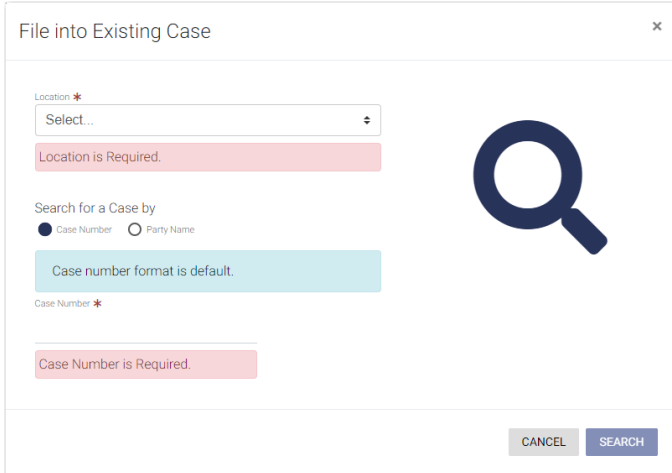 File into Existing Case
×
Location *
Select...
Location is Required.
Search for a Case by
Case Number Party Name
Case number format is default.
Case Number *
Case Number is Required.
CANCEL SEARCH